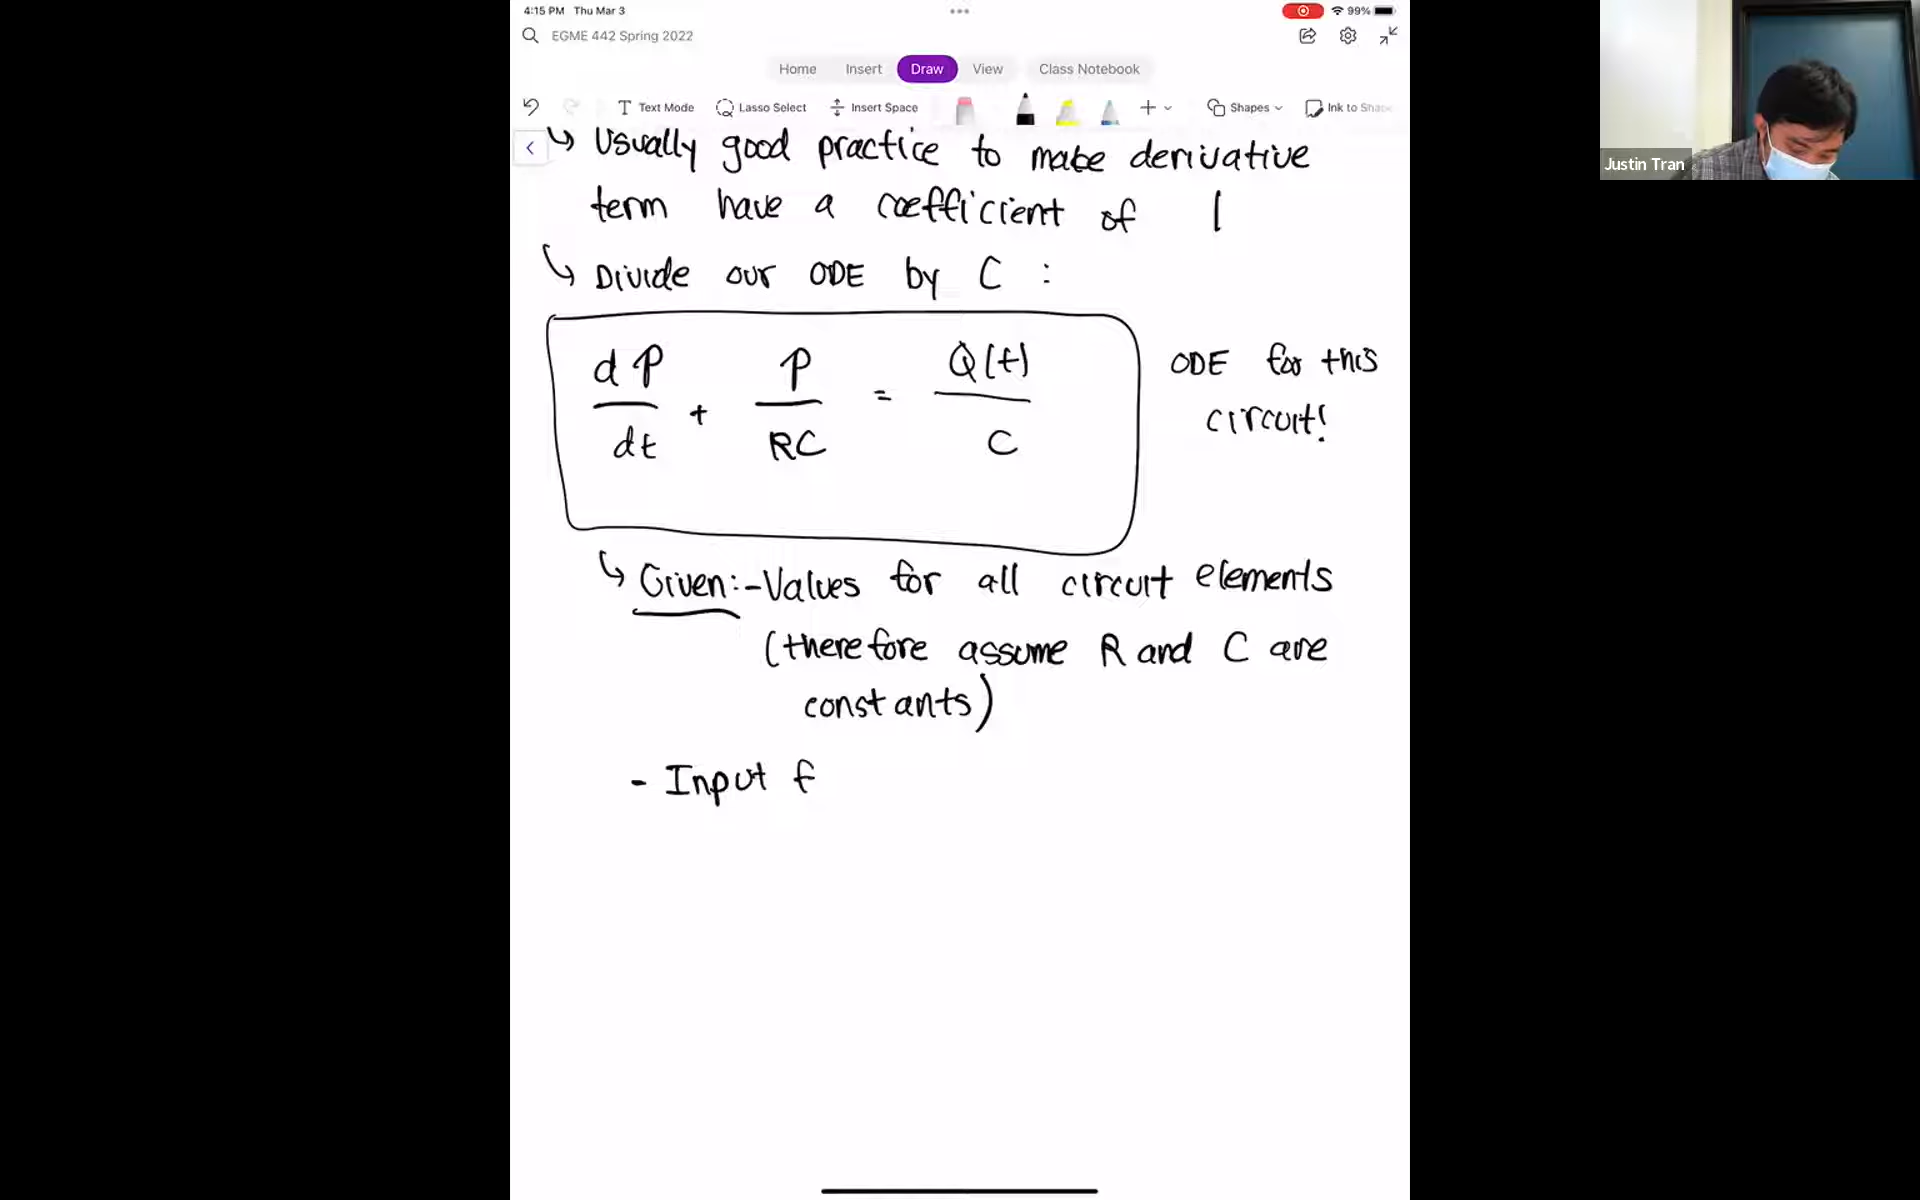 4:15 PM Thu Mar 3
99%
EGME 442 Spring 2022
Home Insert Draw View Class Notebook
Text Mode Lasso Select Insert Space Shapes Ink to Shape
Usually good practice to make derivative
term have a coefficient of 1
Divide our ODE by C :
dP/dt + P/RC = Q(t)/C
ODE for this
circuit!
Given: - Values for all circuit elements
(therefore assume R and C are
constants)
- Input f
Justin Tran